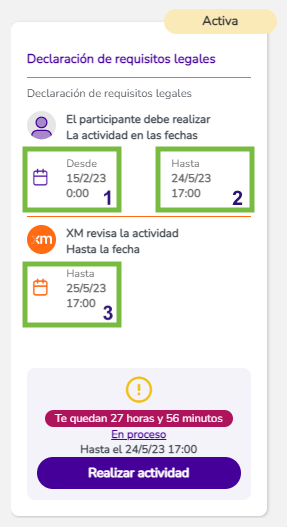 Activa
Declaración de requisitos legales
Declaración de requisitos legales
El participante debe realizar
La actividad en las fechas
Desde
15/2/23
0:00
1
Hasta
24/5/23
17:00
2
xm
XM revisa la actividad
Hasta la fecha
Hasta
25/5/23
17:00
3
Te quedan 27 horas y 56 minutos
En proceso
Hasta el 24/5/23 17:00
Realizar actividad